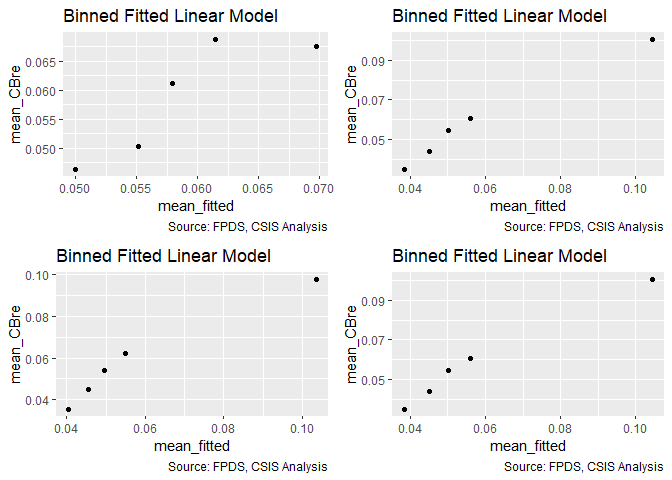 Binned Fitted Linear Model
mean_CBre
0.065
0.060
0.055
0.050
0.050 0.055 0.060 0.065 0.070
mean_fitted
Source: FPDS, CSIS Analysis
Binned Fitted Linear Model
mean_CBre
0.09
0.07
0.05
0.04 0.06 0.08 0.10
mean_fitted
Source: FPDS, CSIS Analysis
Binned Fitted Linear Model
mean_CBre
0.10
0.08
0.06
0.04
0.04 0.06 0.08 0.10
mean_fitted
Source: FPDS, CSIS Analysis
Binned Fitted Linear Model
mean_CBre
0.09
0.07
0.05
0.04 0.06 0.08 0.10
mean_fitted
Source: FPDS, CSIS Analysis